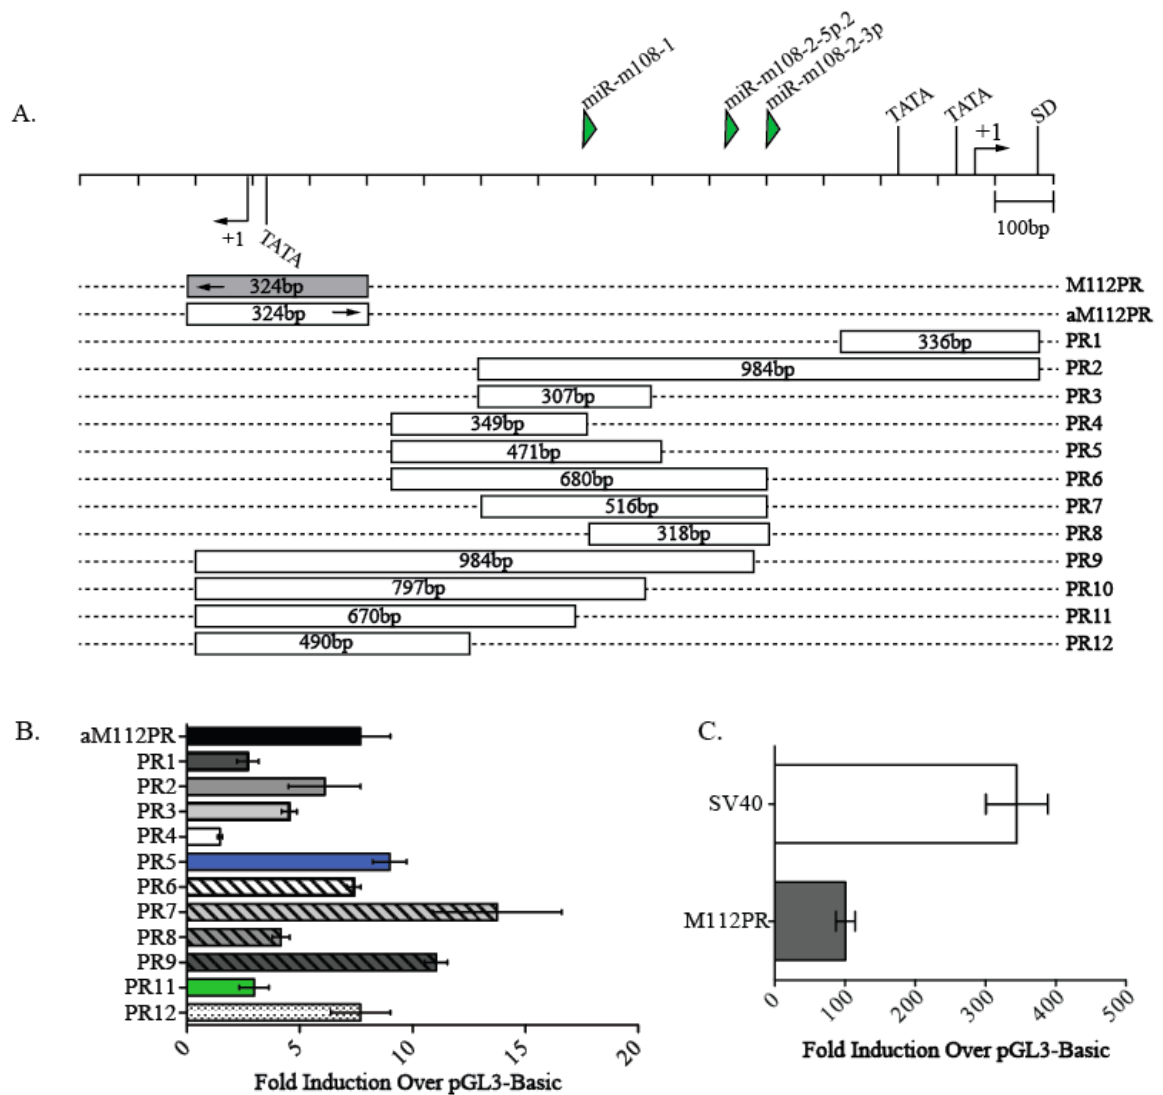 A.
miR-m108-1
miR-m108-2-5p.2
miR-m108-2-3p
TATA
TATA
+1
SD
100bp
+1
TATA
324bp M112PR
324bp aM112PR
336bp PR1
984bp PR2
307bp PR3
349bp PR4
471bp PR5
680bp PR6
516bp PR7
318bp PR8
984bp PR9
797bp PR10
670bp PR11
490bp PR12
B.
aM112PR
PR1
PR2
PR3
PR4
PR5
PR6
PR7
PR8
PR9
PR11
PR12
0 5 10 15 20
Fold Induction Over pGL3-Basic
C.
SV40
M112PR
0 100 200 300 400 500
Fold Induction Over pGL3-Basic